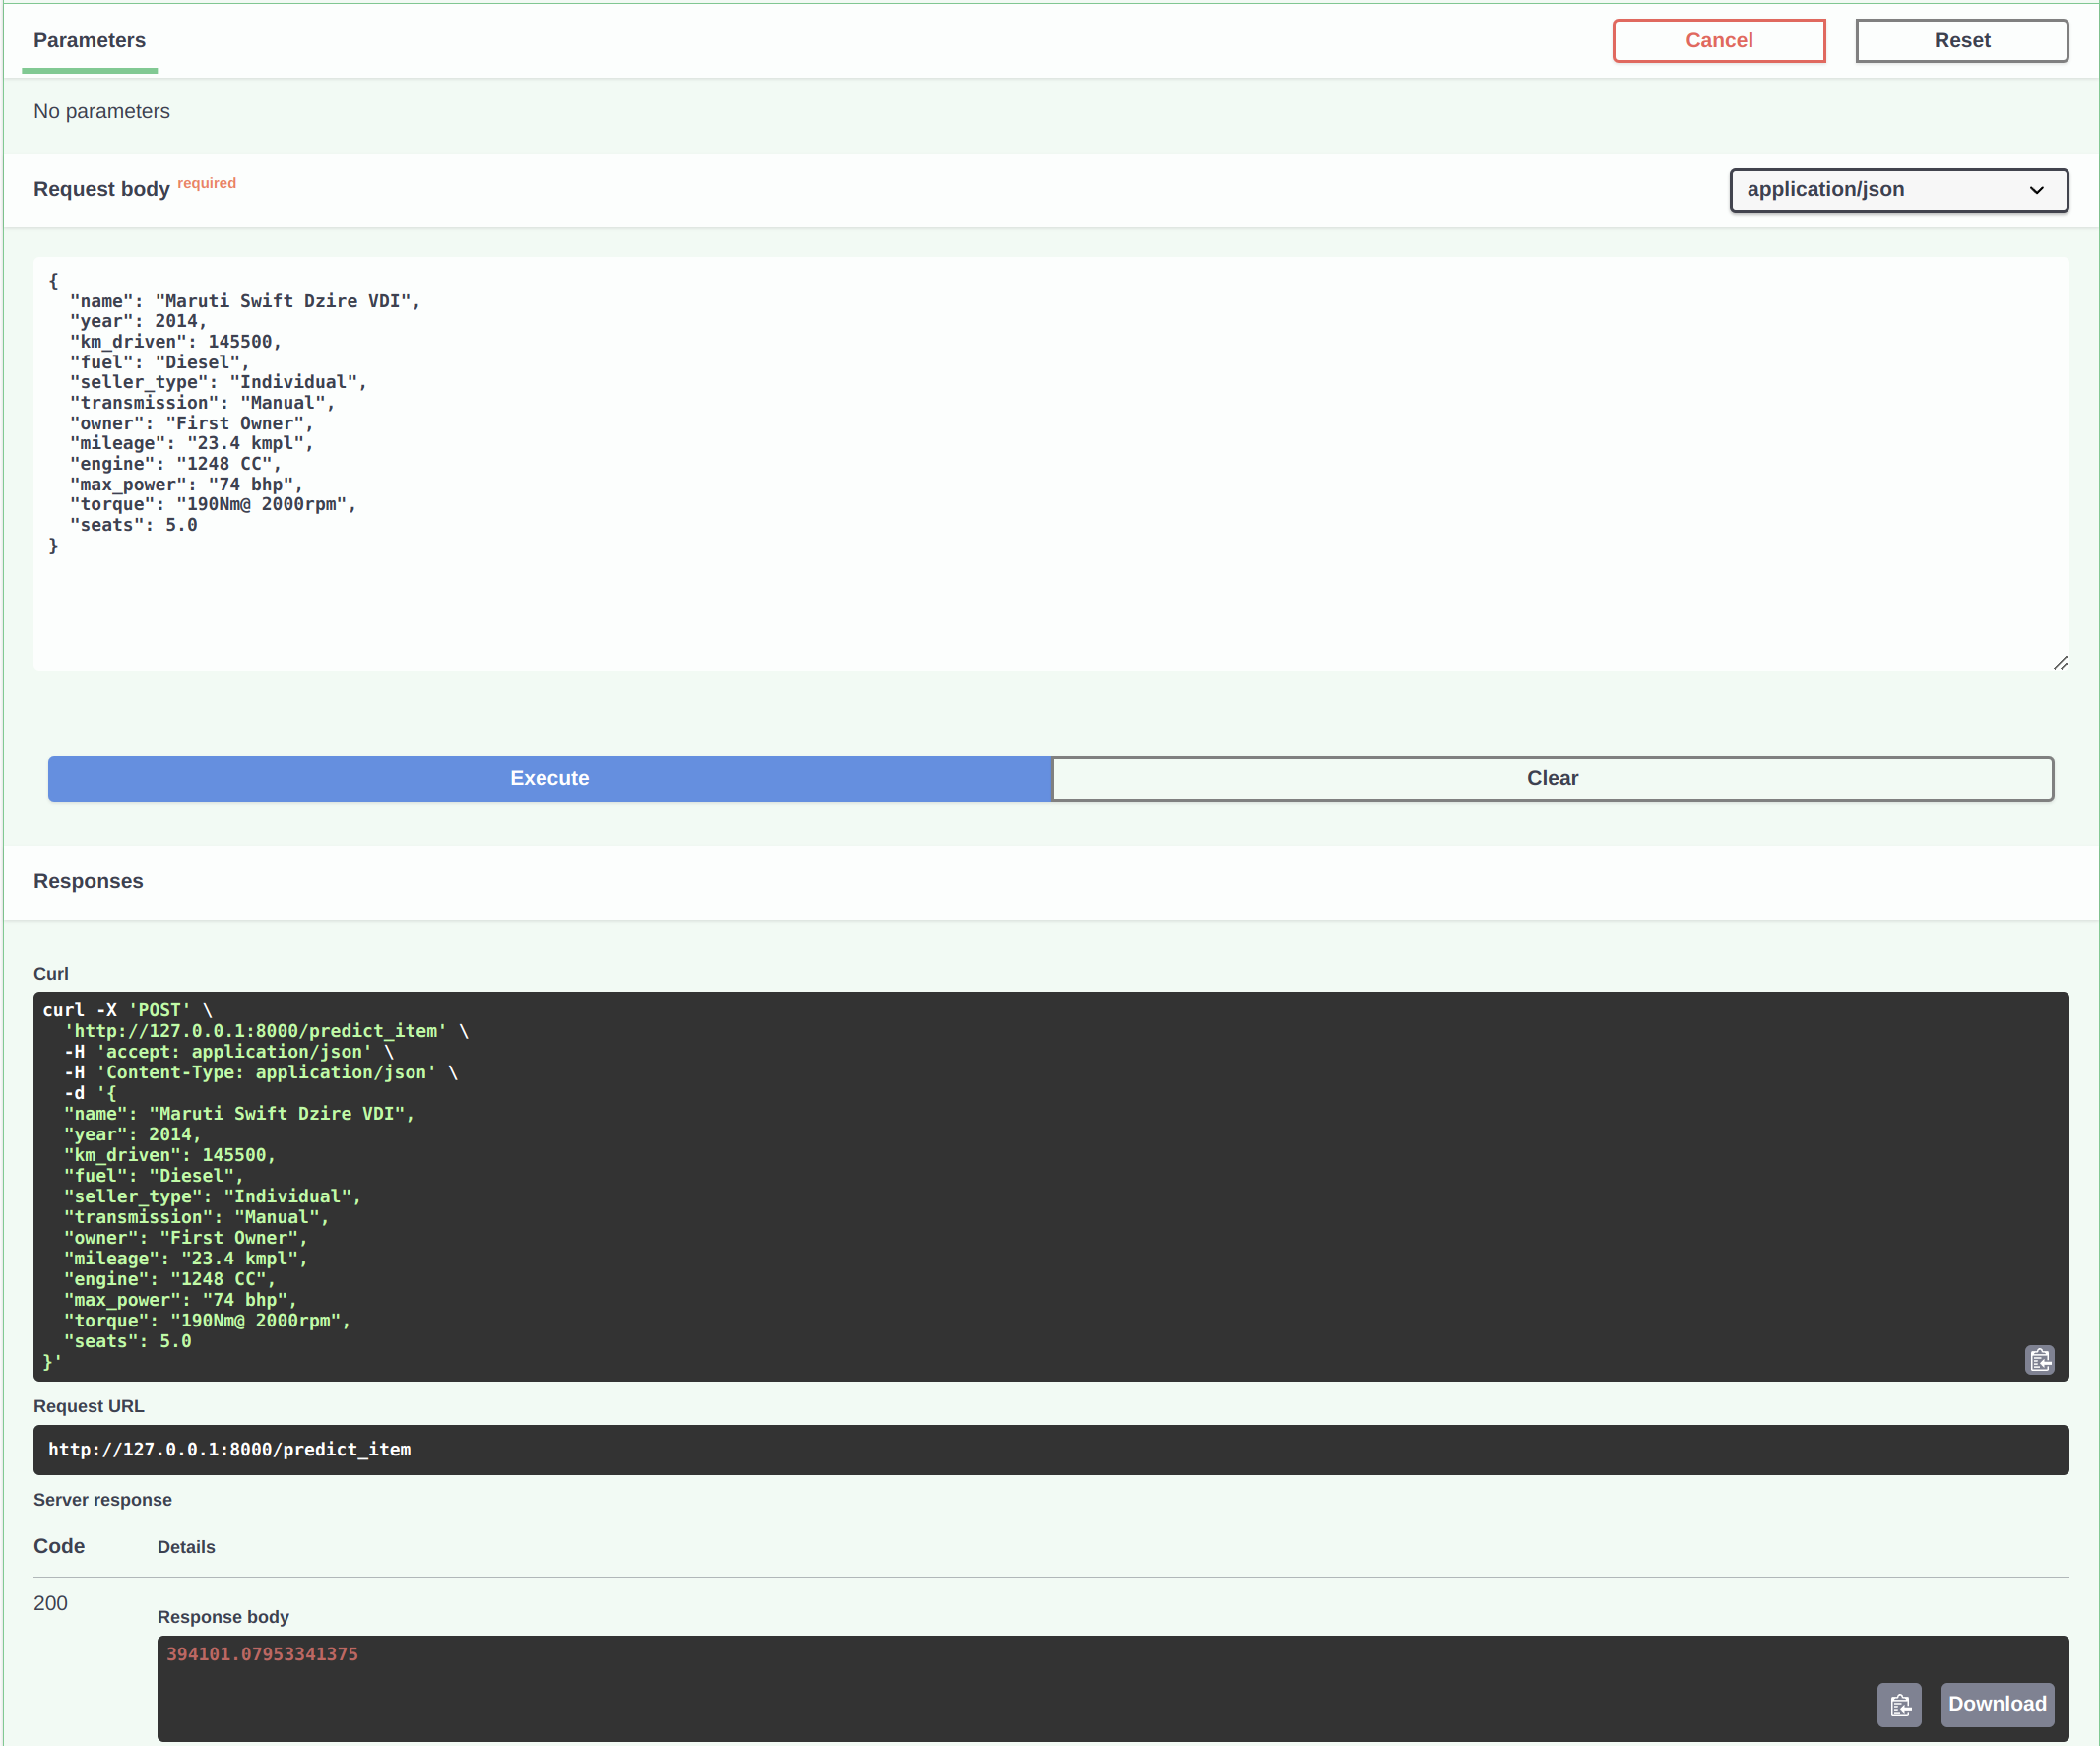 Parameters
Cancel
Reset
No parameters
Request body required
application/json
{
  "name": "Maruti Swift Dzire VDI",
  "year": 2014,
  "km_driven": 145500,
  "fuel": "Diesel",
  "seller_type": "Individual",
  "transmission": "Manual",
  "owner": "First Owner",
  "mileage": "23.4 kmpl",
  "engine": "1248 CC",
  "max_power": "74 bhp",
  "torque": "190Nm@ 2000rpm",
  "seats": 5.0
}
Execute
Clear
Responses
Curl
curl -X 'POST' \
  'http://127.0.0.1:8000/predict_item' \
  -H 'accept: application/json' \
  -H 'Content-Type: application/json' \
  -d '{
  "name": "Maruti Swift Dzire VDI",
  "year": 2014,
  "km_driven": 145500,
  "fuel": "Diesel",
  "seller_type": "Individual",
  "transmission": "Manual",
  "owner": "First Owner",
  "mileage": "23.4 kmpl",
  "engine": "1248 CC",
  "max_power": "74 bhp",
  "torque": "190Nm@ 2000rpm",
  "seats": 5.0
}'
Request URL
http://127.0.0.1:8000/predict_item
Server response
Code
Details
200
Response body
394101.07953341375
Download